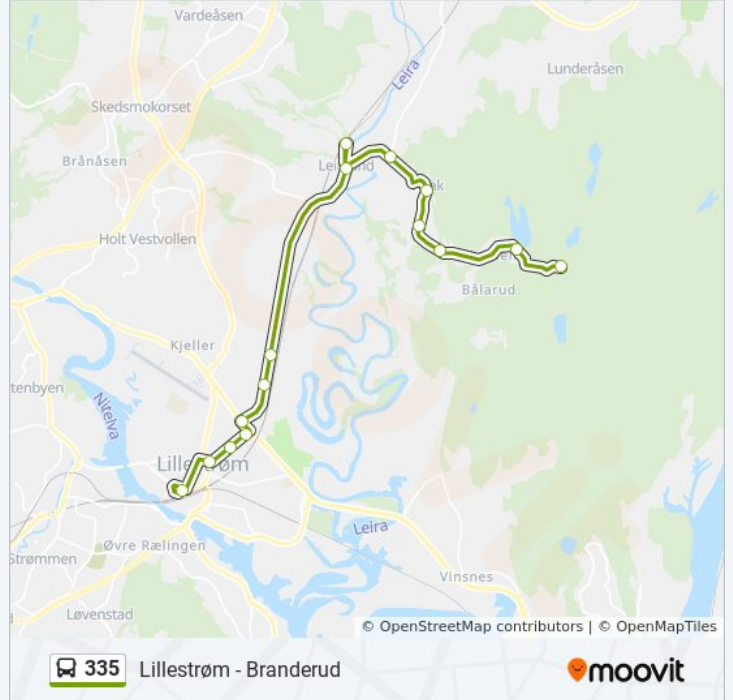 Vardeåsen
Leira
Lunderåsen
Skedsmokorset
Brånåsen
Holt Vestvollen
Bålarud
Kjeller
tenbyen
Nitelva
Lillestrøm
Leira
Øvre Rælingen
Strømmen
Vinsnes
Løvenstad
© OpenStreetMap contributors | © OpenMapTiles
335 Lillestrøm - Branderud
moovit